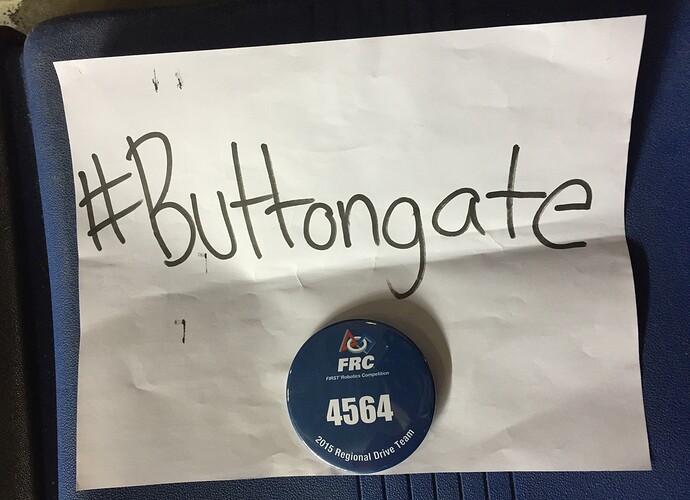 #Buttongate
FRC
FIRST Robotics Competition
4564
2015 Regional Drive Team